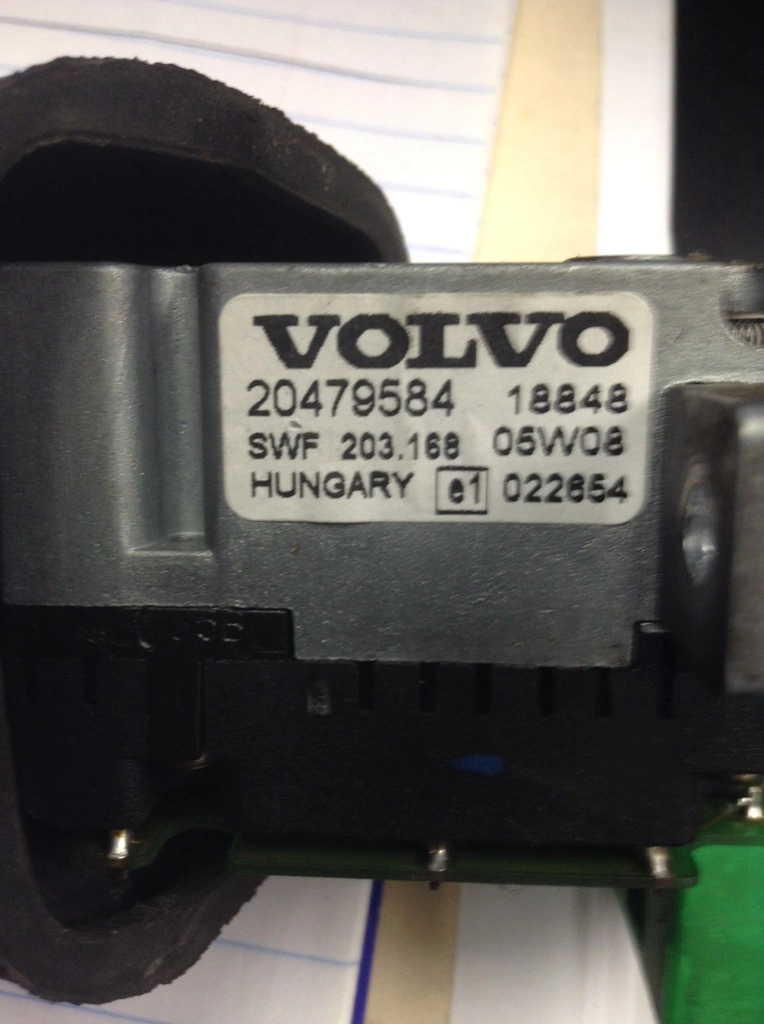 VOLVO
20479584 18848
SWF 203.168 05W08
HUNGARY e1 022654